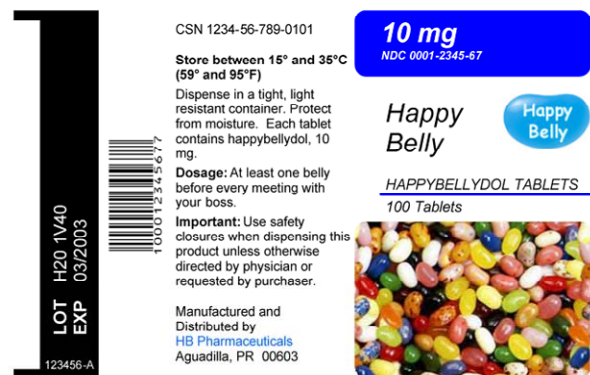 LOT H20 1V40
EXP 03/2003
123456-A
100012345677
CSN 1234-56-789-0101
Store between 15° and 35°C
(59° and 95°F)
Dispense in a tight, light
resistant container. Protect
from moisture. Each tablet
contains happybellydol, 10
mg.
Dosage: At least one belly
before every meeting with
your boss.
Important: Use safety
closures when dispensing this
product unless otherwise
directed by physician or
requested by purchaser.
Manufactured and
Distributed by
HB Pharmaceuticals
Aguadilla, PR 00603
10 mg
NDC 0001-2345-67
Happy
Belly
Happy
Belly
HAPPYBELLYDOL TABLETS
100 Tablets